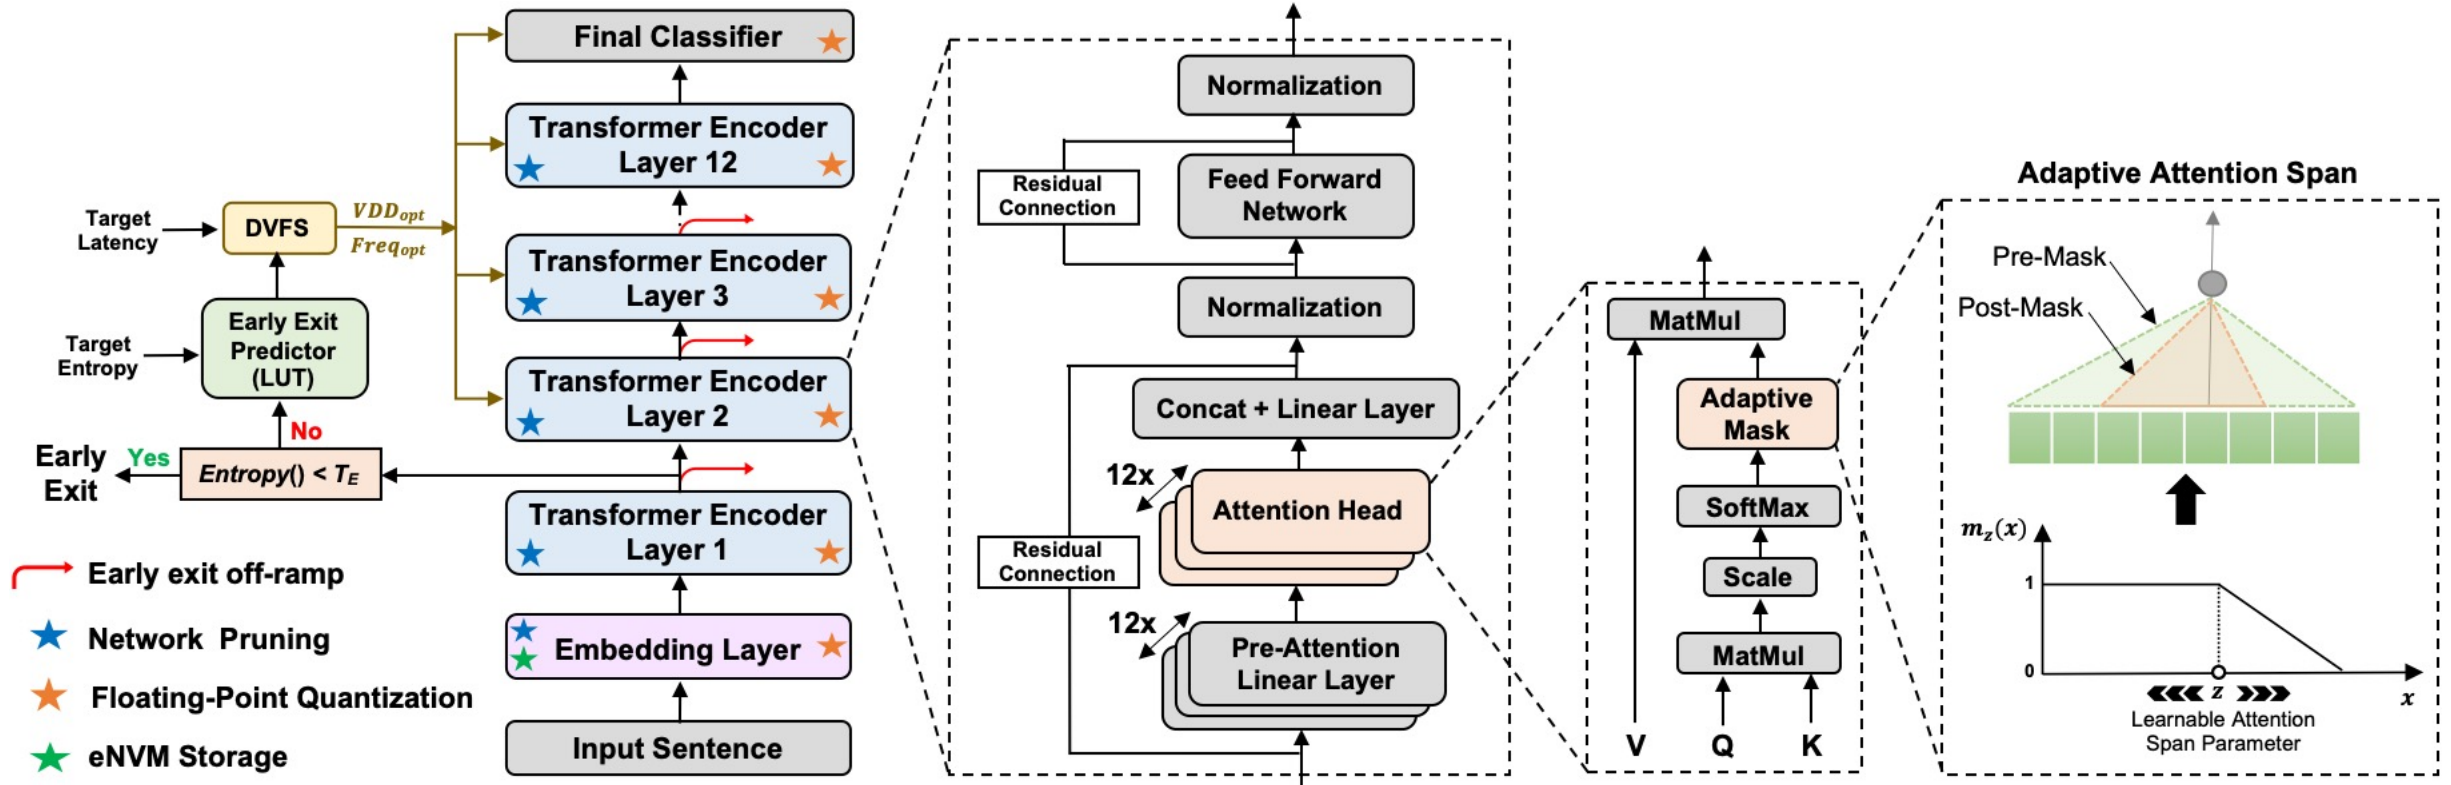 Final Classifier
Transformer Encoder
Layer 12
Transformer Encoder
Layer 3
Transformer Encoder
Layer 2
Transformer Encoder
Layer 1
Embedding Layer
Input Sentence
Target
Latency
DVFS
VDD_opt
Freq_opt
Target
Entropy
Early Exit
Predictor
(LUT)
No
Early
Exit
Yes
Entropy() < T_E
Early exit off-ramp
Network Pruning
Floating-Point Quantization
eNVM Storage
Normalization
Feed Forward
Network
Residual
Connection
Normalization
Concat + Linear Layer
12x
Attention Head
Residual
Connection
12x
Pre-Attention
Linear Layer
MatMul
Adaptive
Mask
SoftMax
Scale
MatMul
V
Q
K
Adaptive Attention Span
Pre-Mask
Post-Mask
m_z(x)
1
0
z
x
Learnable Attention
Span Parameter